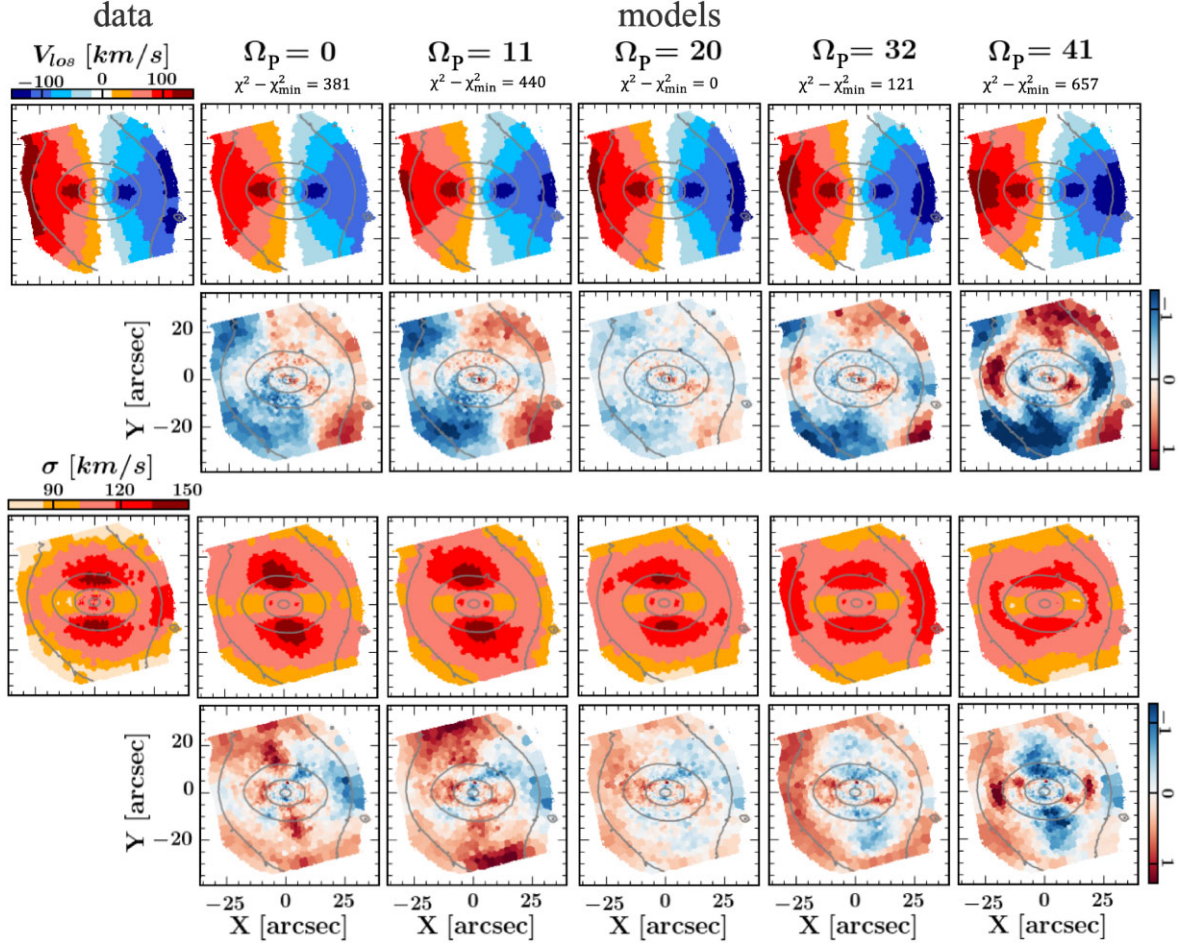 data models
V_los [km/s]
−100 0 100
Ω_P = 0 Ω_P = 11 Ω_P = 20 Ω_P = 32 Ω_P = 41
χ² − χ²_min = 381 χ² − χ²_min = 440 χ² − χ²_min = 0 χ² − χ²_min = 121 χ² − χ²_min = 657
Y [arcsec]
20
0
−20
−1
0
1
σ [km/s]
90 120 150
Y [arcsec]
20
0
−20
−1
0
1
−25 0 25 −25 0 25 −25 0 25 −25 0 25 −25 0 25
X [arcsec] X [arcsec] X [arcsec] X [arcsec] X [arcsec]